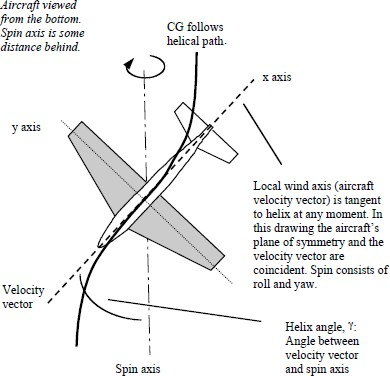 Aircraft viewed
from the bottom.
Spin axis is some
distance behind.
CG follows
helical path.
x axis
y axis
Local wind axis (aircraft
velocity vector) is tangent
to helix at any moment. In
this drawing the aircraft’s
plane of symmetry and the
velocity vector are
coincident. Spin consists of
roll and yaw.
Velocity
vector
Helix angle, γ:
Angle between
velocity vector
and spin axis
Spin axis